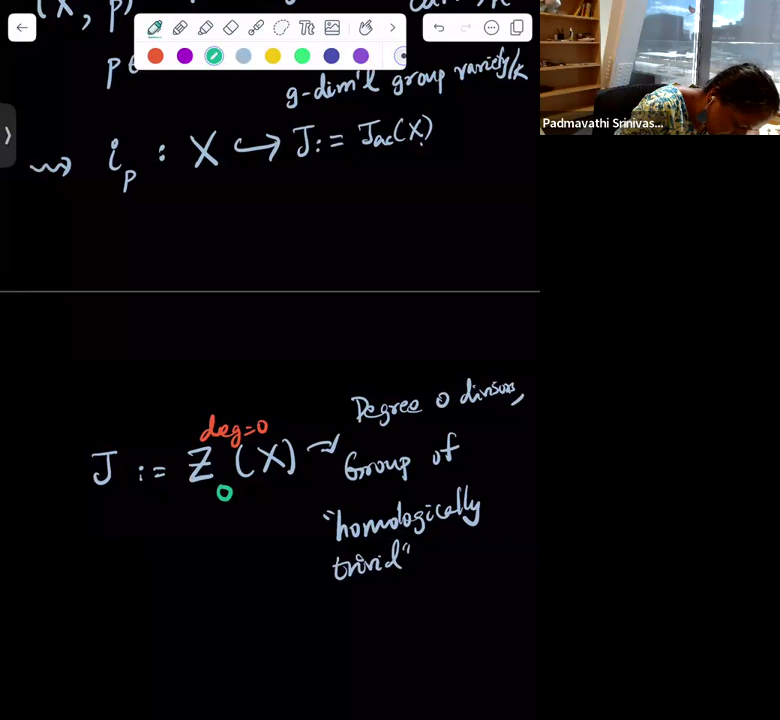 (X, p)
g-dim'l group variety/k
⇝ i_p : X ↪ J := Jac(X)
Padmavathi Srinivas...
deg=0
J := Z_0 (X) →
Degree 0 divisors,
Group of
"homologically
trivial"